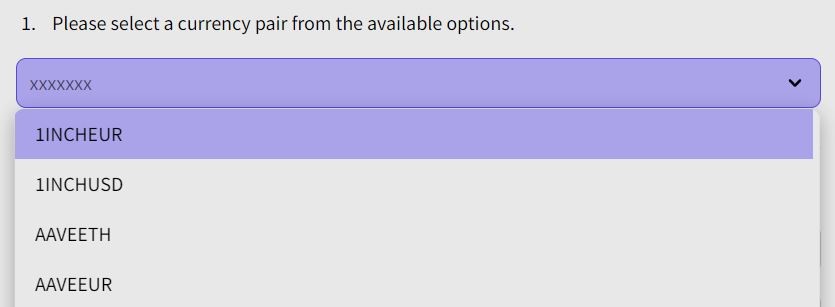 1. Please select a currency pair from the available options.
xxxxxxx
1INCHEUR
1INCHUSD
AAVEETH
AAVEEUR